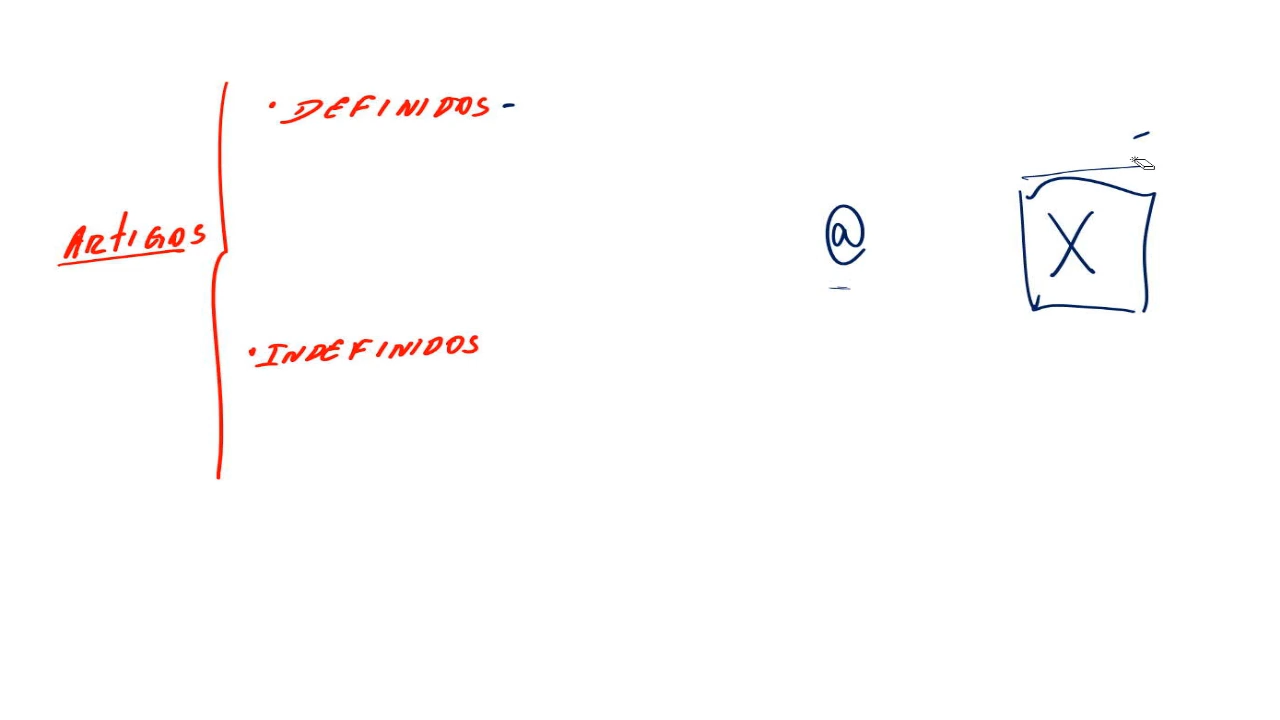 • DEFINIDOS -
ARTIGOS
@
X
• INDEFINIDOS